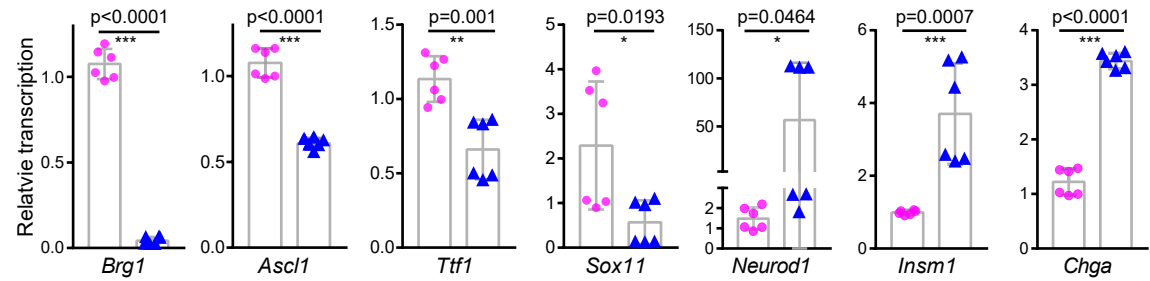 Relatvie transcription
p<0.0001
***
1.0
0.5
0.0
Brg1
p<0.0001
***
1.0
0.5
0.0
Ascl1
p=0.001
**
1.5
1.0
0.5
0.0
Ttf1
p=0.0193
*
5
4
3
2
1
0
Sox11
p=0.0464
*
150
100
50
2
1
0
Neurod1
p=0.0007
***
6
4
2
0
Insm1
p<0.0001
***
4
3
2
1
0
Chga